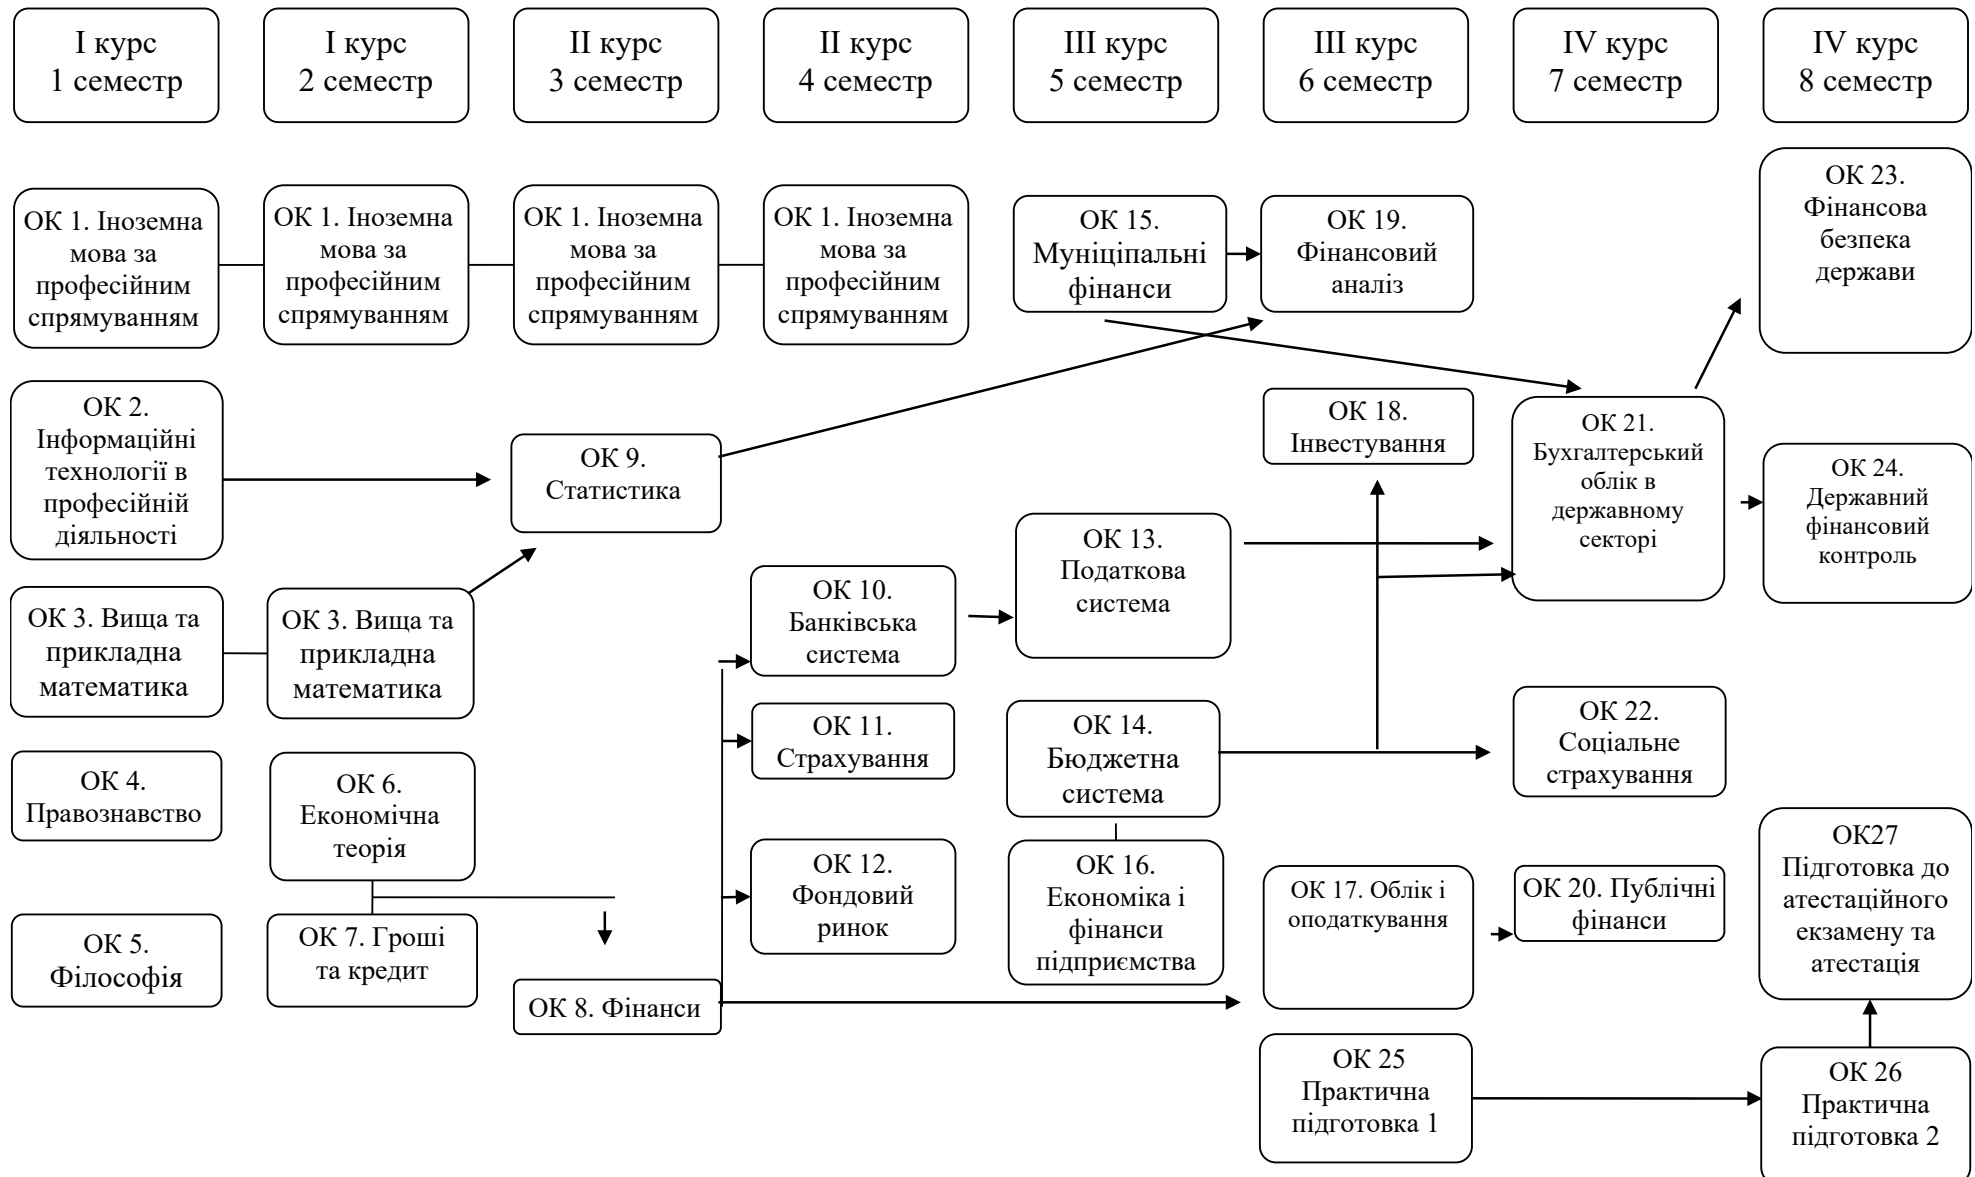 І курс
1 семестр
І курс
2 семестр
ІІ курс
3 семестр
ІІ курс
4 семестр
ІІІ курс
5 семестр
ІІІ курс
6 семестр
IV курс
7 семестр
IV курс
8 семестр
ОК 1. Іноземна
мова за
професійним
спрямуванням
ОК 1. Іноземна
мова за
професійним
спрямуванням
ОК 1. Іноземна
мова за
професійним
спрямуванням
ОК 1. Іноземна
мова за
професійним
спрямуванням
ОК 15.
Муніціпальні
фінанси
ОК 19.
Фінансовий
аналіз
ОК 23.
Фінансова
безпека
держави
ОК 2.
Інформаційні
технології в
професійній
діяльності
ОК 9.
Статистика
ОК 18.
Інвестування
ОК 21.
Бухгалтерський
облік в
державному
секторі
ОК 24.
Державний
фінансовий
контроль
ОК 3. Вища та
прикладна
математика
ОК 3. Вища та
прикладна
математика
ОК 10.
Банківська
система
ОК 13.
Податкова
система
ОК 4.
Правознавство
ОК 6.
Економічна
теорія
ОК 11.
Страхування
ОК 14.
Бюджетна
система
ОК 22.
Соціальне
страхування
ОК 5.
Філософія
ОК 7. Гроші
та кредит
ОК 8. Фінанси
ОК 12.
Фондовий
ринок
ОК 16.
Економіка і
фінанси
підприємства
ОК 17. Облік і
оподаткування
ОК 20. Публічні
фінанси
ОК27
Підготовка до
атестаційного
екзамену та
атестація
ОК 25
Практична
підготовка 1
ОК 26
Практична
підготовка 2